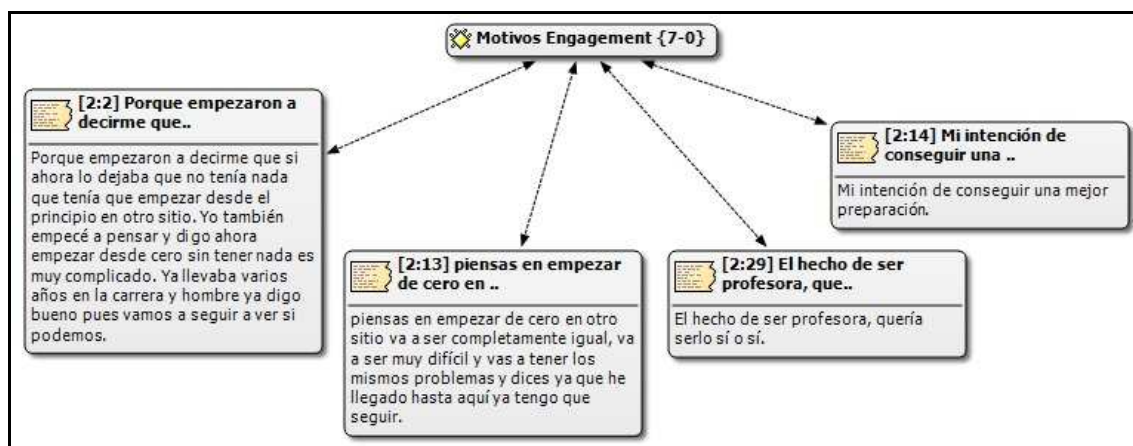 Motivos Engagement {7-0}
[2:2] Porque empezaron a
decirme que..
Porque empezaron a decirme que si
ahora lo dejaba que no tenía nada
que tenía que empezar desde el
principio en otro sitio. Yo también
empecé a pensar y digo ahora
empezar desde cero sin tener nada es
muy complicado. Ya llevaba varios
años en la carrera y hombre ya digo
bueno pues vamos a seguir a ver si
podemos.
[2:13] piensas en empezar
de cero en ..
piensas en empezar de cero en otro
sitio va a ser completamente igual, va
a ser muy difícil y vas a tener los
mismos problemas y dices ya que he
llegado hasta aquí ya tengo que
seguir.
[2:29] El hecho de ser
profesora, que..
El hecho de ser profesora, quería
serlo sí o sí.
[2:14] Mi intención de
conseguir una ..
Mi intención de conseguir una mejor
preparación.